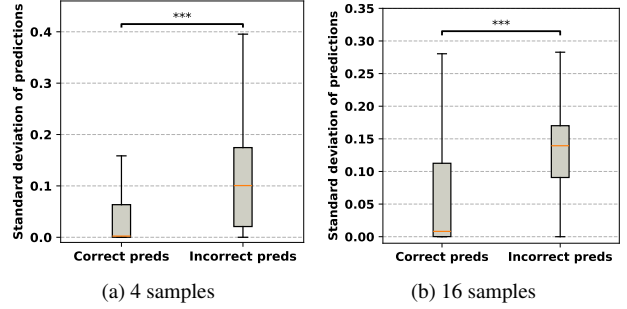 Standard deviation of predictions
0.4
0.3
0.2
0.1
0.0
***
Correct preds
Incorrect preds
(a) 4 samples
Standard deviation of predictions
0.35
0.30
0.25
0.20
0.15
0.10
0.05
0.00
***
Correct preds
Incorrect preds
(b) 16 samples